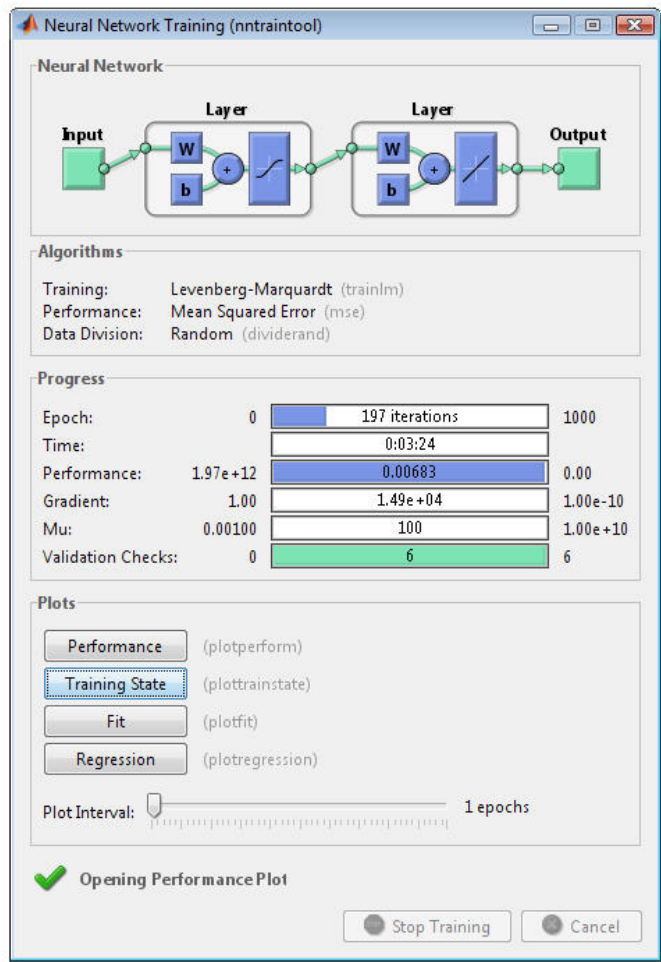 Neural Network Training (nntraintool)
Neural Network
Layer Layer
Input Output
W W
+ +
b b
Algorithms
Training: Levenberg-Marquardt (trainlm)
Performance: Mean Squared Error (mse)
Data Division: Random (dividerand)
Progress
Epoch: 0 197 iterations 1000
Time: 0:03:24
Performance: 1.97e+12 0.00683 0.00
Gradient: 1.00 1.49e+04 1.00e-10
Mu: 0.00100 100 1.00e+10
Validation Checks: 0 6 6
Plots
Performance (plotperform)
Training State (plottrainstate)
Fit (plotfit)
Regression (plotregression)
Plot Interval: 1 epochs
Opening Performance Plot
Stop Training Cancel